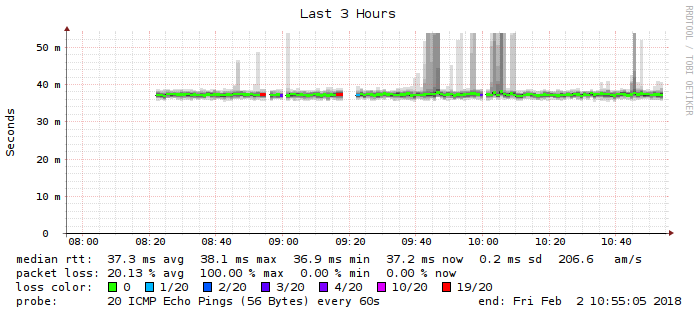 Last 3 Hours
RRDTOOL / TOBI OETIKER
Seconds
50 m
40 m
30 m
20 m
10 m
0
08:00 08:20 08:40 09:00 09:20 09:40 10:00 10:20 10:40
median rtt: 37.3 ms avg 38.1 ms max 36.9 ms min 37.2 ms now 0.2 ms sd 206.6 am/s
packet loss: 20.13 % avg 100.00 % max 0.00 % min 0.00 % now
loss color: 0 1/20 2/20 3/20 4/20 10/20 19/20
probe: 20 ICMP Echo Pings (56 Bytes) every 60s end: Fri Feb 2 10:55:05 2018